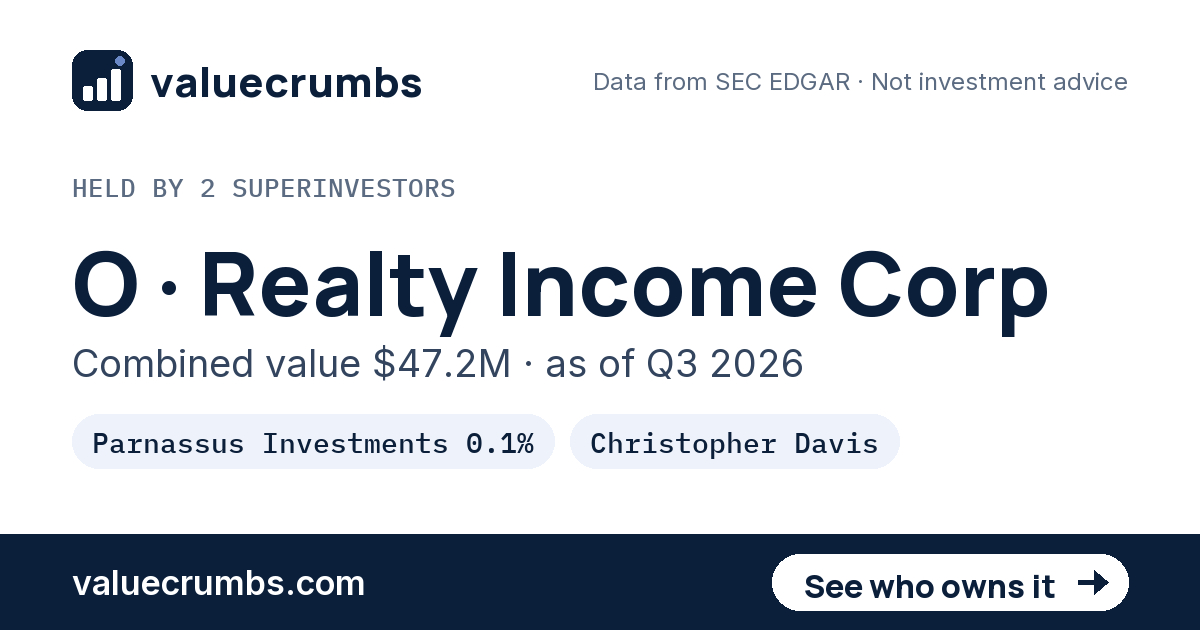 valuecrumbs
Data from SEC EDGAR · Not investment advice
HELD BY 2 SUPERINVESTORS
O · Realty Income Corp
Combined value $47.2M · as of Q3 2026
Parnassus Investments 0.1%
Christopher Davis
valuecrumbs.com
See who owns it →